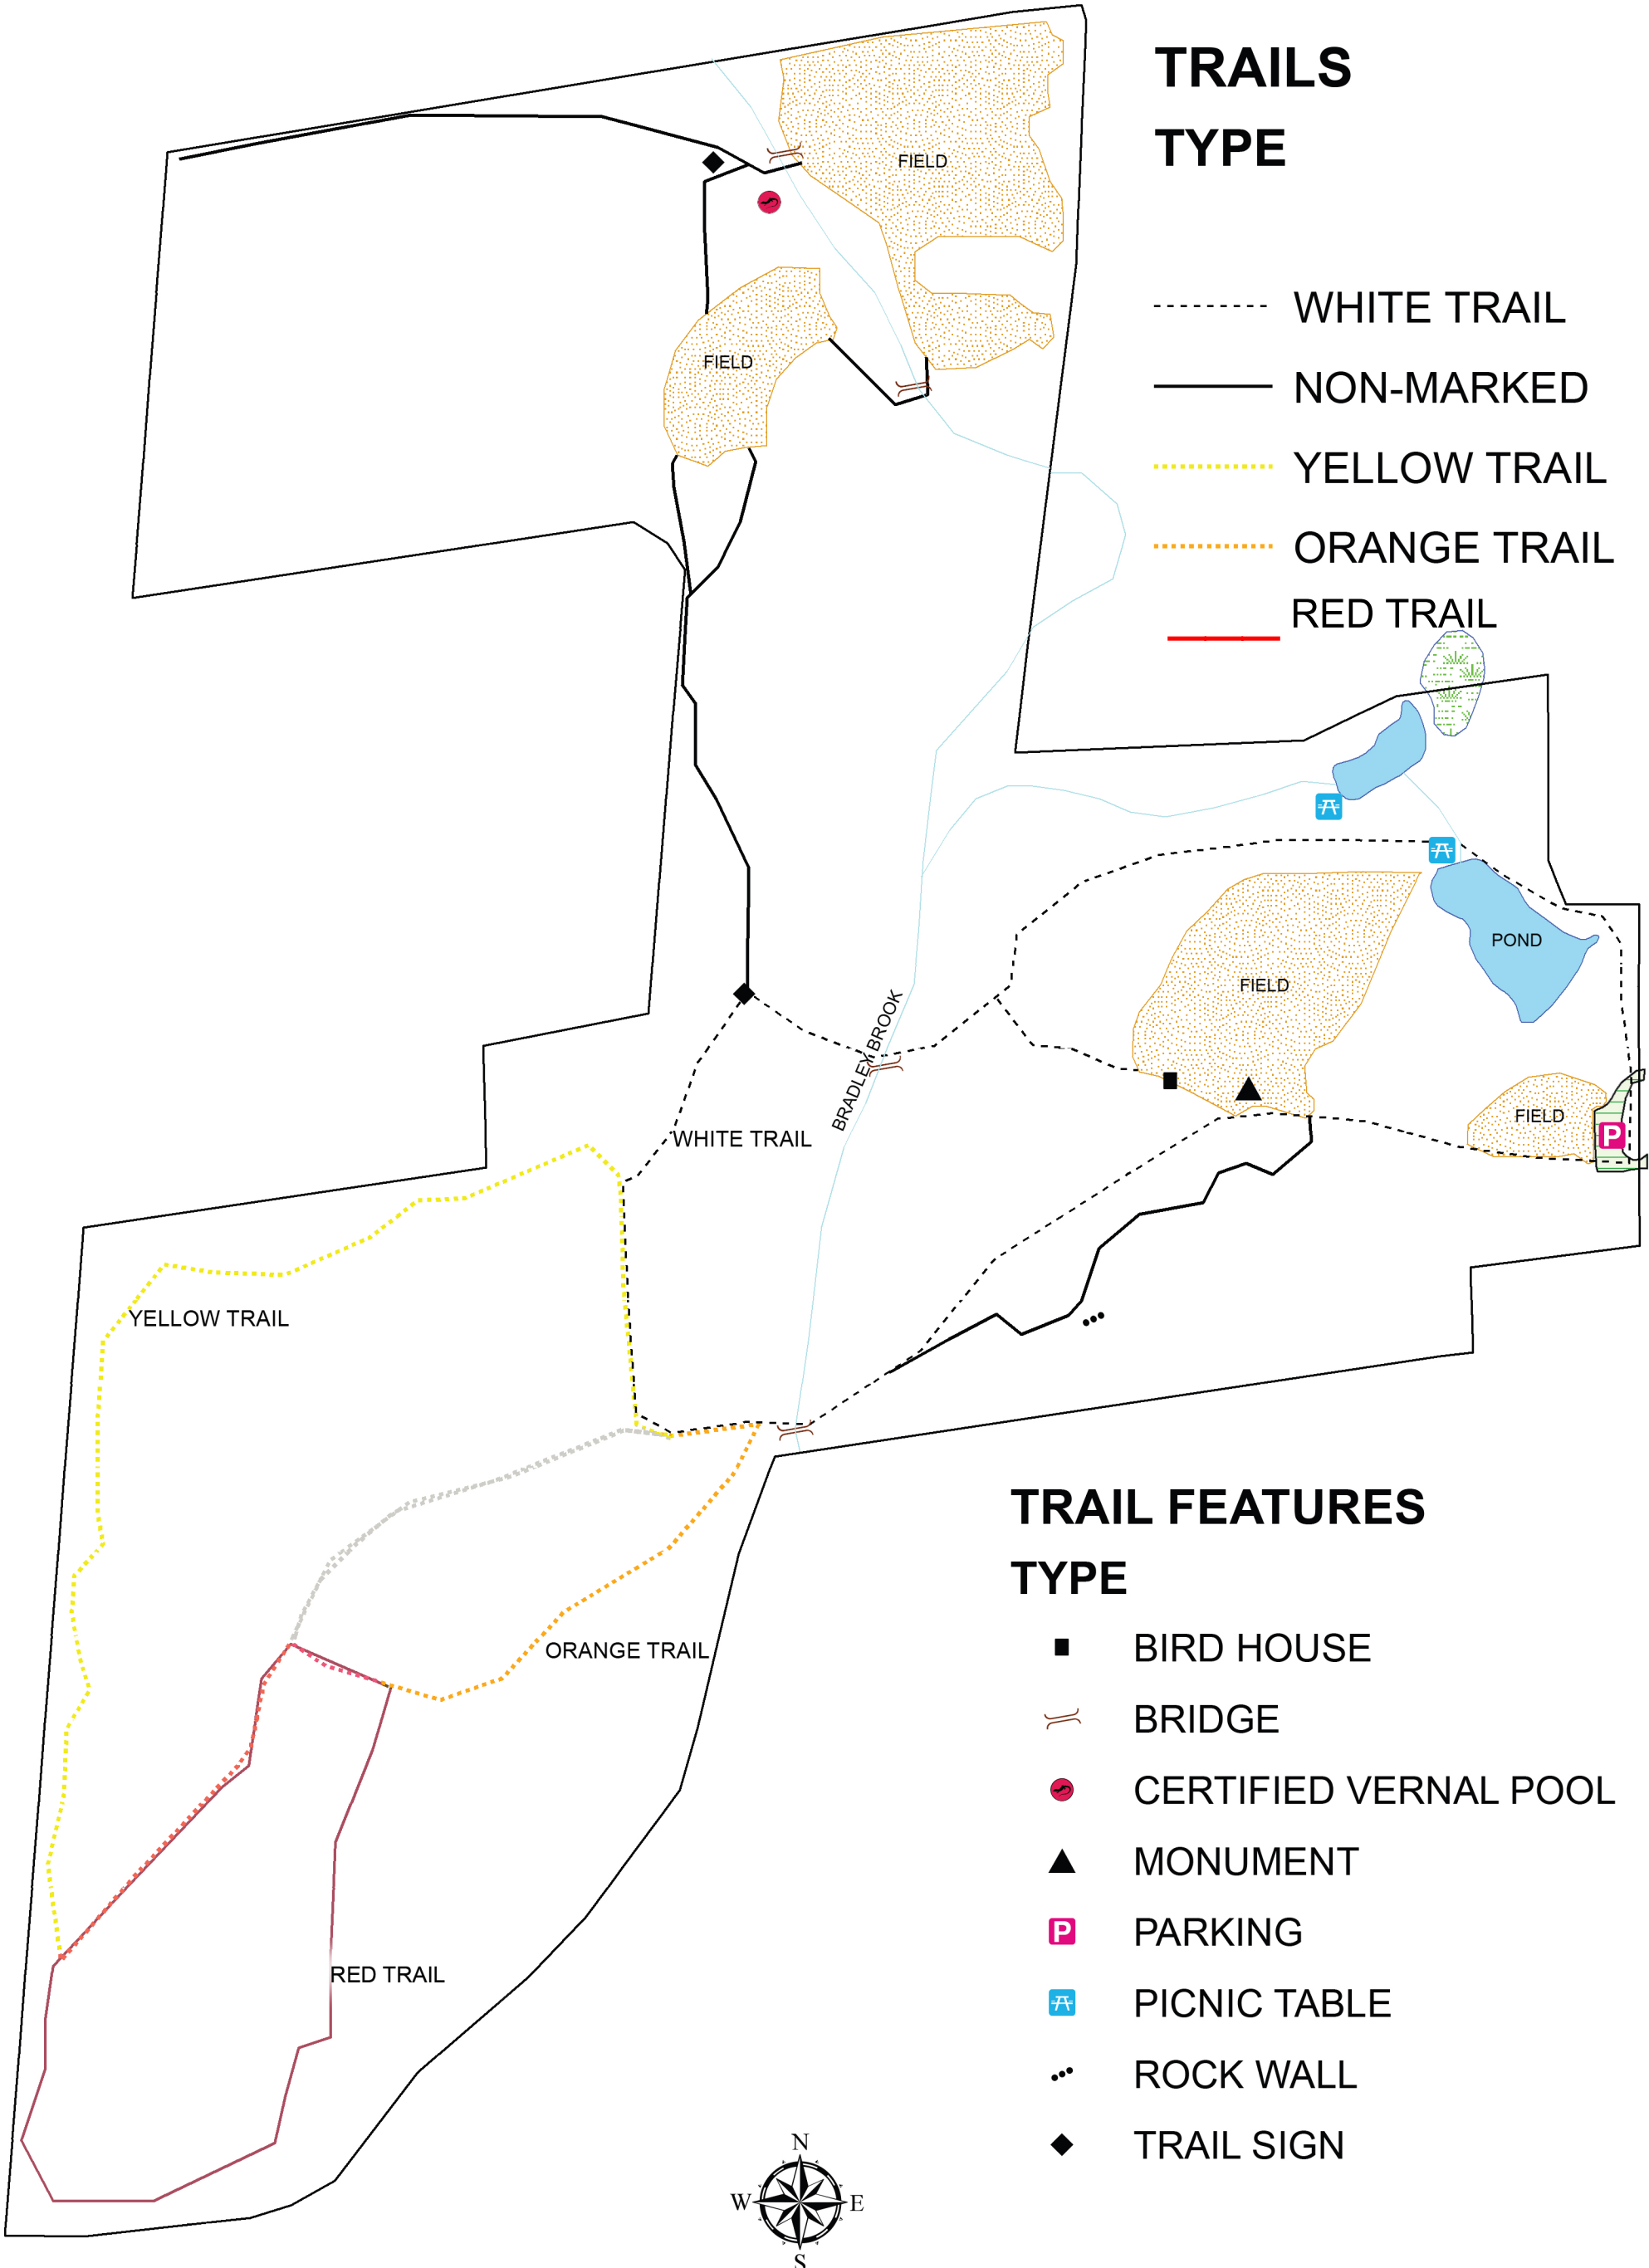 TRAILS
TYPE
FIELD
WHITE TRAIL
FIELD
NON-MARKED
YELLOW TRAIL
ORANGE TRAIL
RED TRAIL
POND
FIELD
BRADLEY BROOK
FIELD
P
WHITE TRAIL
YELLOW TRAIL
TRAIL FEATURES
TYPE
ORANGE TRAIL
BIRD HOUSE
BRIDGE
CERTIFIED VERNAL POOL
MONUMENT
P PARKING
RED TRAIL
PICNIC TABLE
ROCK WALL
TRAIL SIGN
N
W E
S